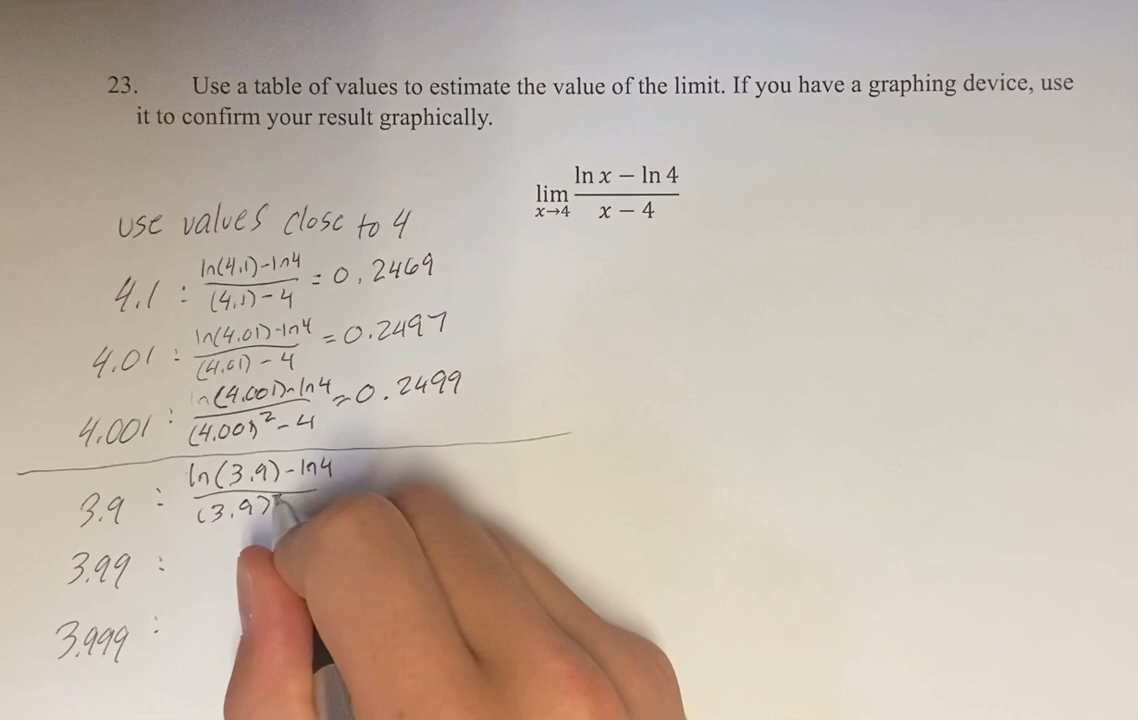 23. Use a table of values to estimate the value of the limit. If you have a graphing device, use
it to confirm your result graphically.
lim x→4 (ln x − ln 4)/(x − 4)
use values close to 4
4.1 : (ln(4.1)-ln4)/((4.1)-4) = 0.2469
4.01 : (ln(4.01)-ln4)/((4.01)-4) = 0.2497
4.001 : (ln(4.001)-ln4)/((4.001)²-4) = 0.2499
3.9 : (ln(3.9)-ln4)/(3.9)
3.99 :
3.999 :